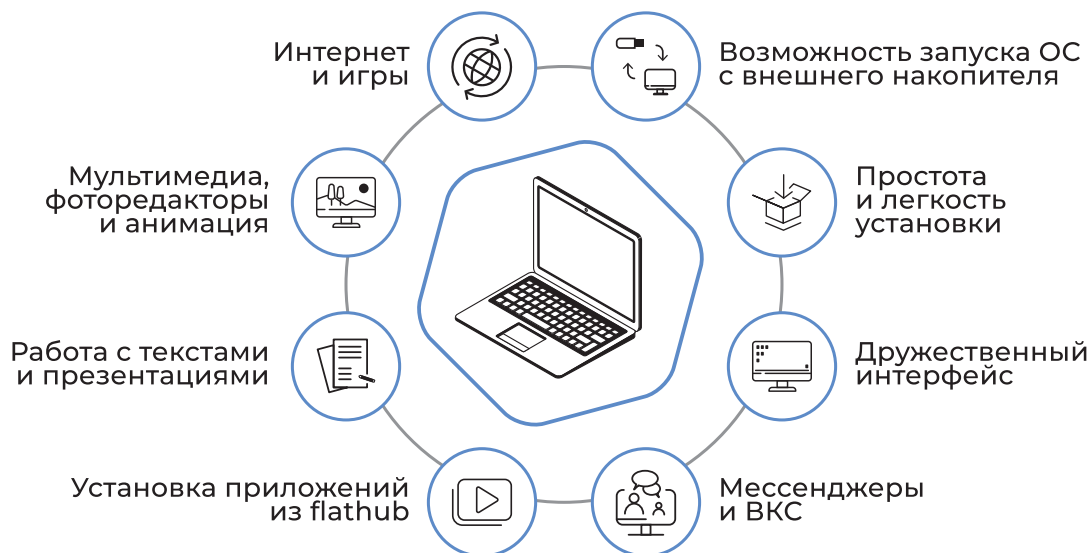 Интернет
и игры
Возможность запуска ОС
с внешнего накопителя
Мультимедиа,
фоторедакторы
и анимация
Простота
и легкость
установки
Работа с текстами
и презентациями
Дружественный
интерфейс
Установка приложений
из flathub
Мессенджеры
и ВКС